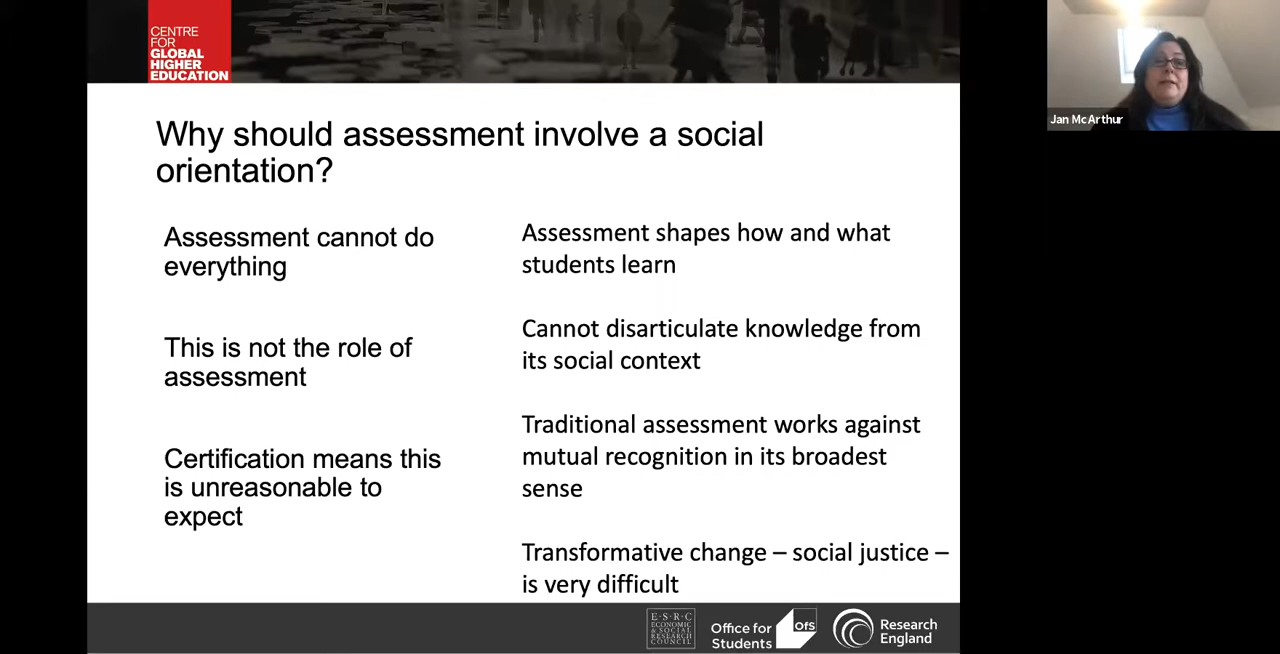 CENTRE
FOR
GLOBAL
HIGHER
EDUCATION
Jan McArthur
Why should assessment involve a social
orientation?
Assessment cannot do
everything
This is not the role of
assessment
Certification means this
is unreasonable to
expect
Assessment shapes how and what
students learn
Cannot disarticulate knowledge from
its social context
Traditional assessment works against
mutual recognition in its broadest
sense
Transformative change – social justice –
is very difficult
E·S·R·C
ECONOMIC
& SOCIAL
RESEARCH
COUNCIL
Office for
Students
OfS
Research
England